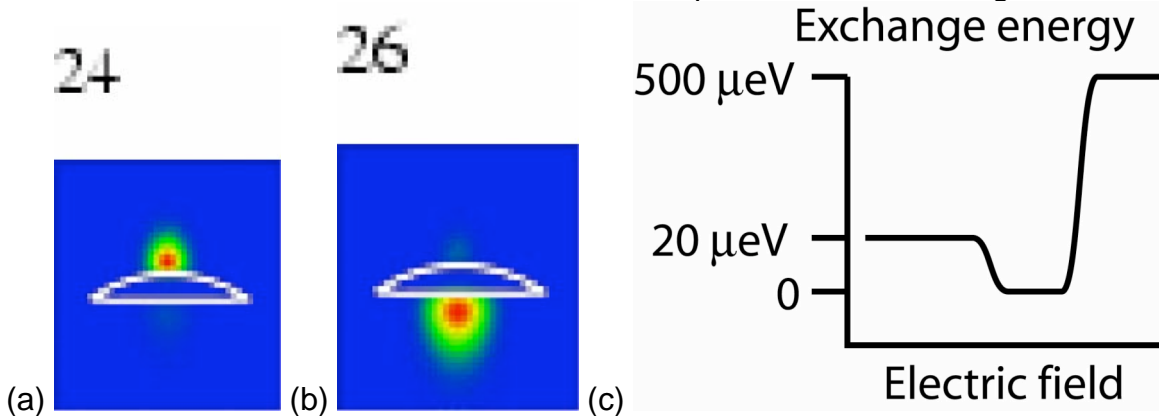 24
26
Exchange energy
500 μeV
20 μeV
0
Electric field
(a)
(b)
(c)